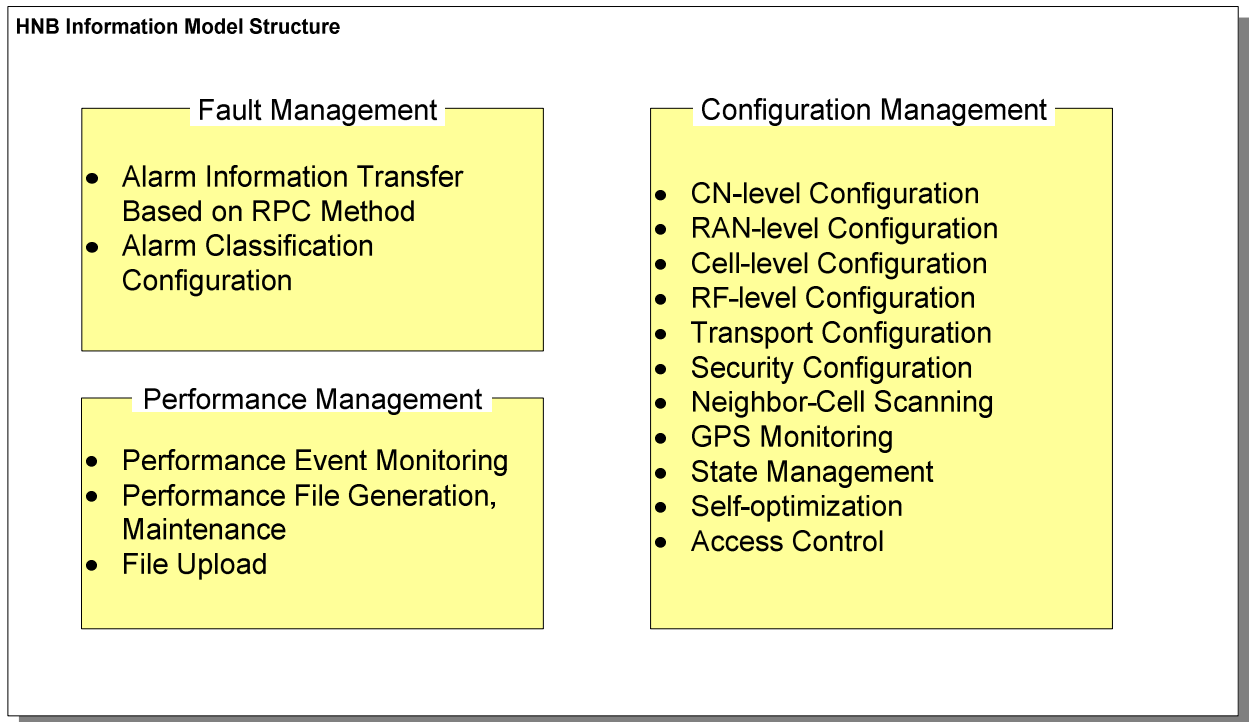 HNB Information Model Structure
Fault Management
• Alarm Information Transfer
Based on RPC Method
• Alarm Classification
Configuration
Performance Management
• Performance Event Monitoring
• Performance File Generation,
Maintenance
• File Upload
Configuration Management
• CN-level Configuration
• RAN-level Configuration
• Cell-level Configuration
• RF-level Configuration
• Transport Configuration
• Security Configuration
• Neighbor-Cell Scanning
• GPS Monitoring
• State Management
• Self-optimization
• Access Control